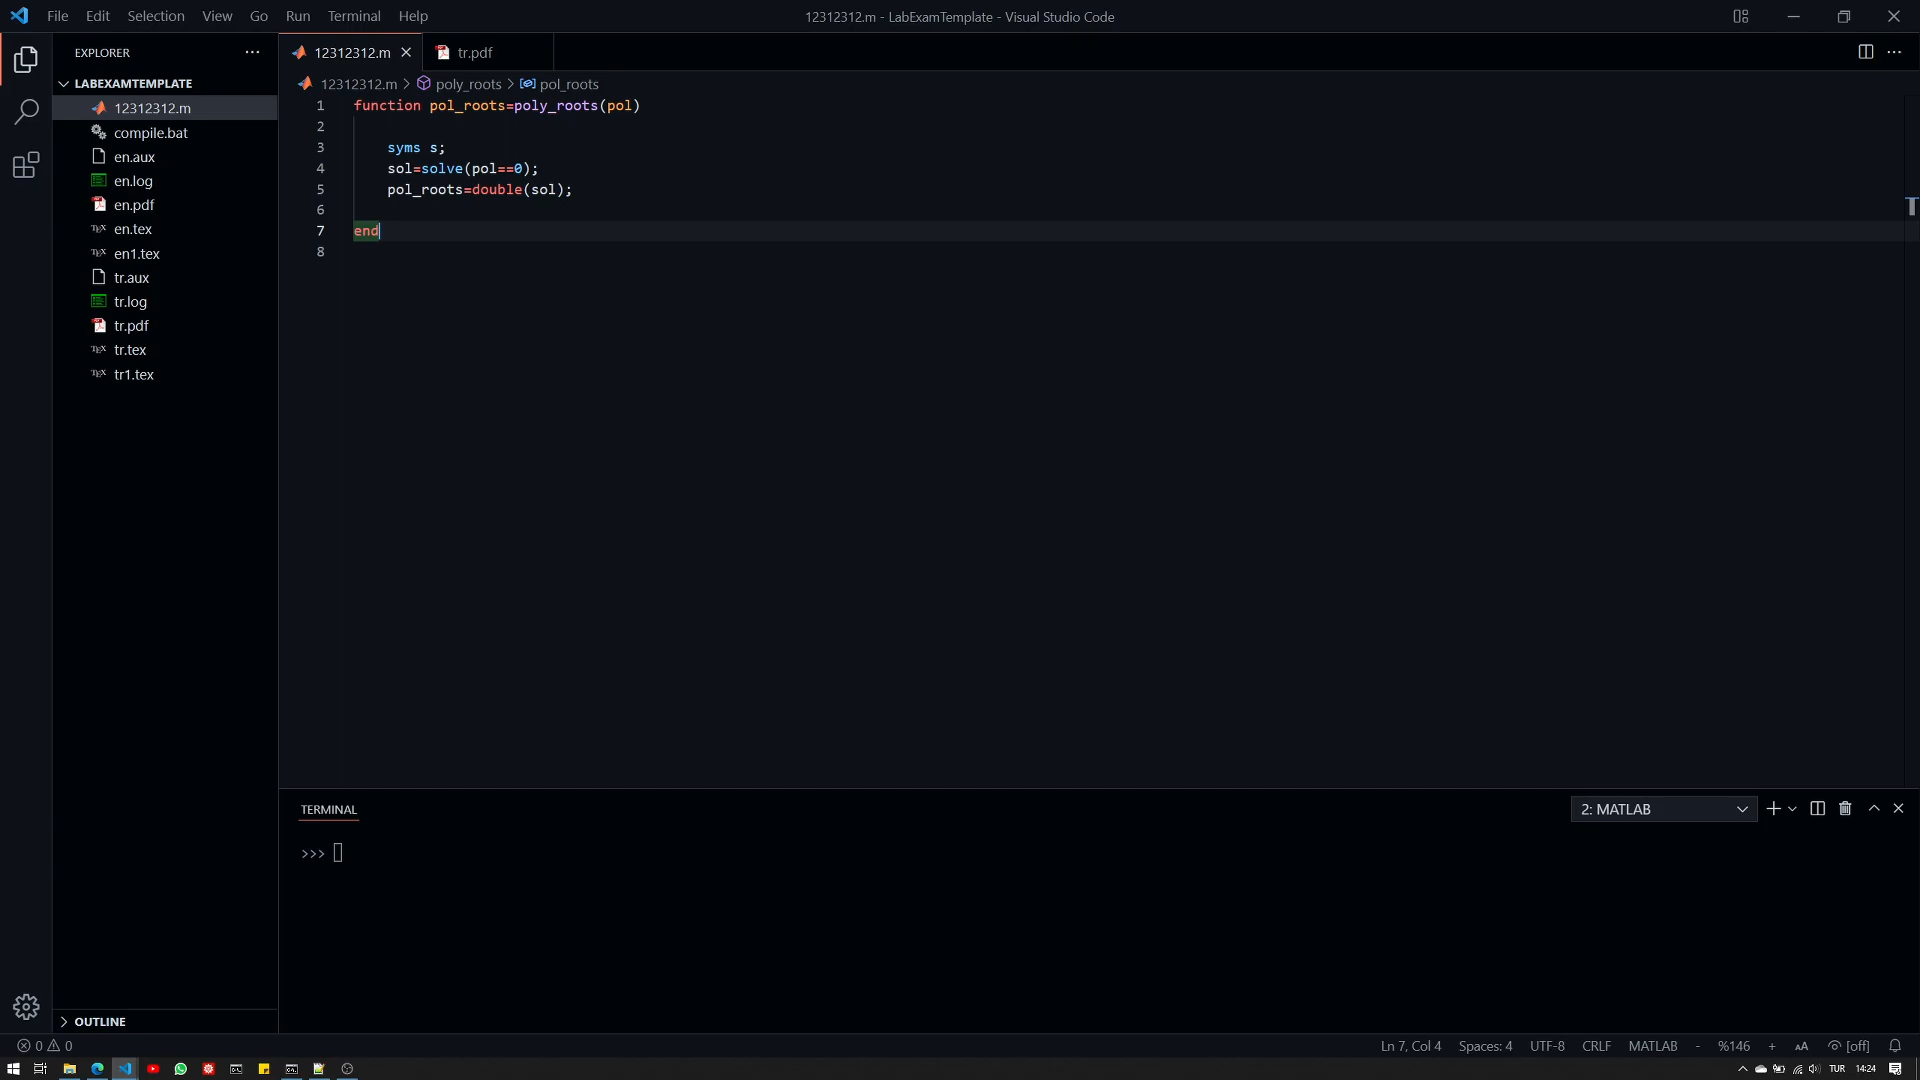 File Edit Selection View Go Run Terminal Help
12312312.m - LabExamTemplate - Visual Studio Code
EXPLORER
12312312.m
tr.pdf
LABEXAMTEMPLATE
12312312.m > poly_roots > pol_roots
12312312.m
compile.bat
en.aux
en.log
en.pdf
en.tex
en1.tex
tr.aux
tr.log
tr.pdf
tr.tex
tr1.tex
1 function pol_roots=poly_roots(pol)
2
3 syms s;
4 sol=solve(pol==0);
5 pol_roots=double(sol);
6
7 end
8
TERMINAL
2: MATLAB
>>>
OUTLINE
0 0
Ln 7, Col 4 Spaces: 4 UTF-8 CRLF MATLAB - %146 + AA [off]
TUR 14:24